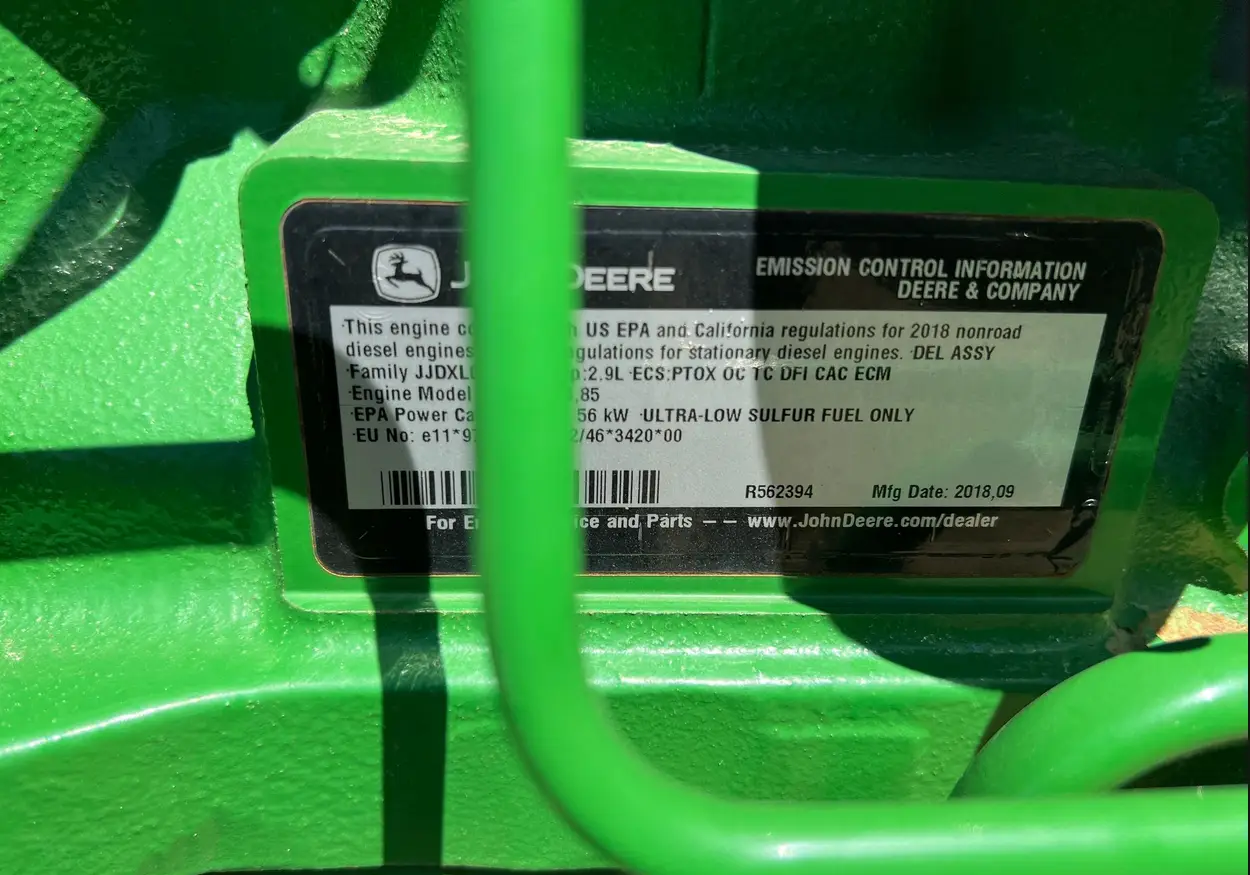 J DEERE
EMISSION CONTROL INFORMATION
DEERE & COMPANY
This engine co h US EPA and California regulations for 2018 nonroad
diesel engines gulations for stationary diesel engines. ·DEL ASSY
·Family JJDXL :2.9L ·ECS:PTOX OC TC DFI CAC ECM
·Engine Model ,85
·EPA Power Ca 56 kW ·ULTRA-LOW SULFUR FUEL ONLY
·EU No: e11*9 2/46*3420*00
R562394 Mfg Date: 2018,09
For E ice and Parts –– www.JohnDeere.com/dealer